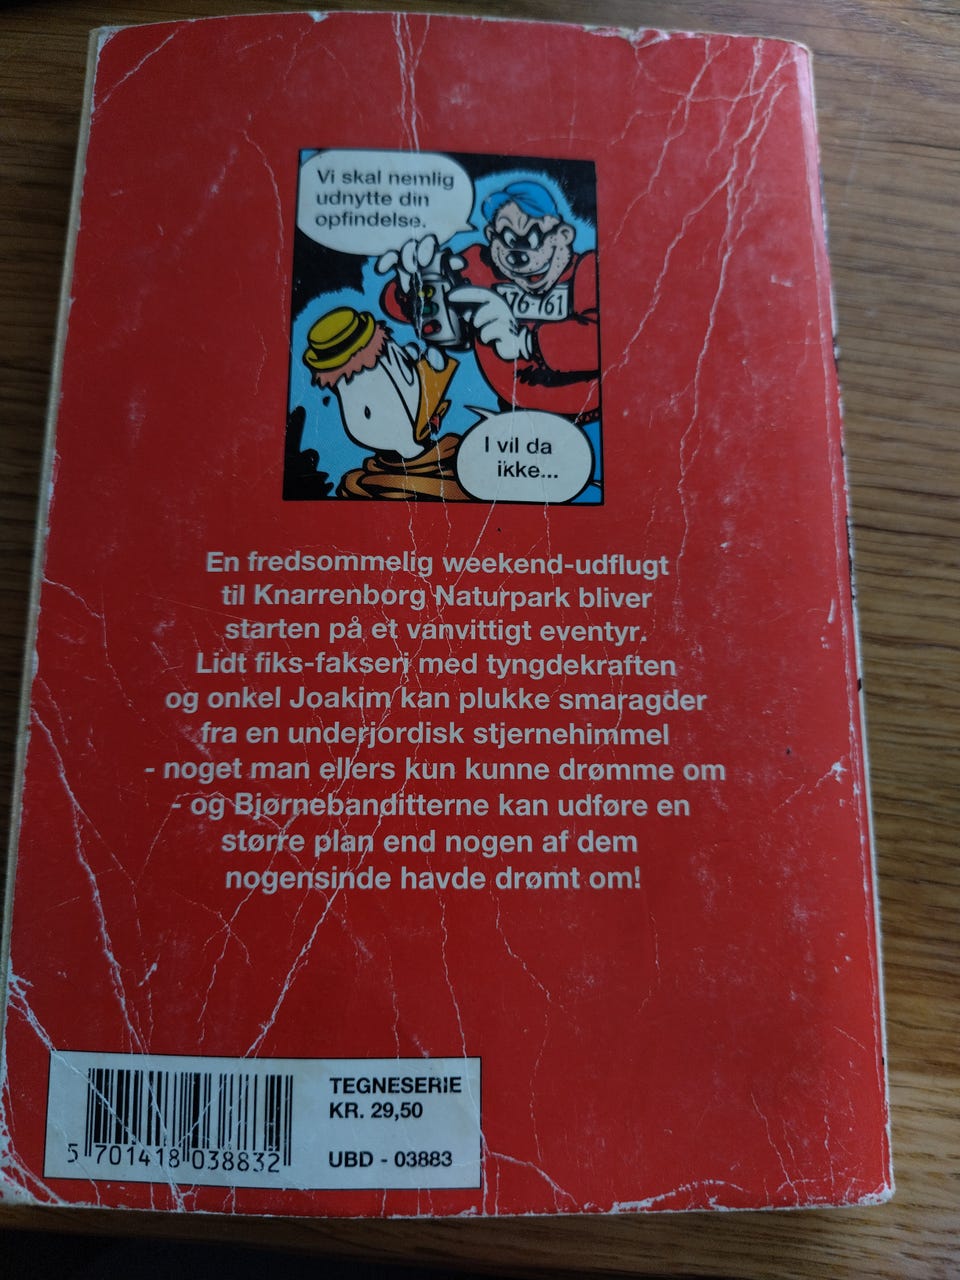 Vi skal nemlig
udnytte din
opfindelse.
I vil da
ikke...
En fredsommelig weekend-udflugt
til Knarrenborg Naturpark bliver
starten på et vanvittigt eventyr.
Lidt fiks-fakseri med tyngdekraften
og onkel Joakim kan plukke smaragder
fra en underjordisk stjernehimmel
- noget man ellers kun kunne drømme om
- og Bjørnebanditterne kan udføre en
større plan end nogen af dem
nogensinde havde drømt om!
TEGNESERIE
KR. 29,50
UBD - 03883
5 701418 038832